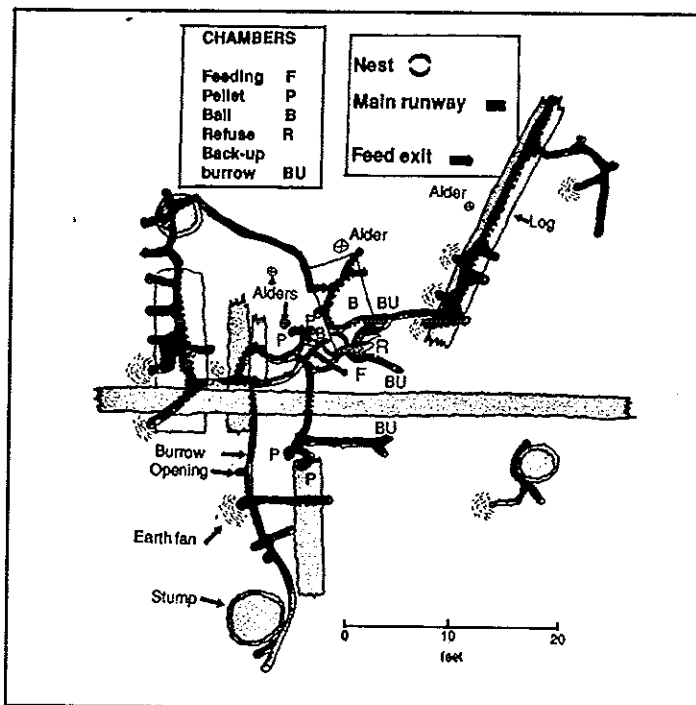 CHAMBERS
Feeding F
Pellet P
Ball B
Refuse R
Back-up
burrow BU
Nest
Main runway
Feed exit
Alder
Log
Alder
Alders
B BU
P B
R
F
BU
BU
P
P
Burrow
Opening
Earth fan
Stump
0 10 20
feet